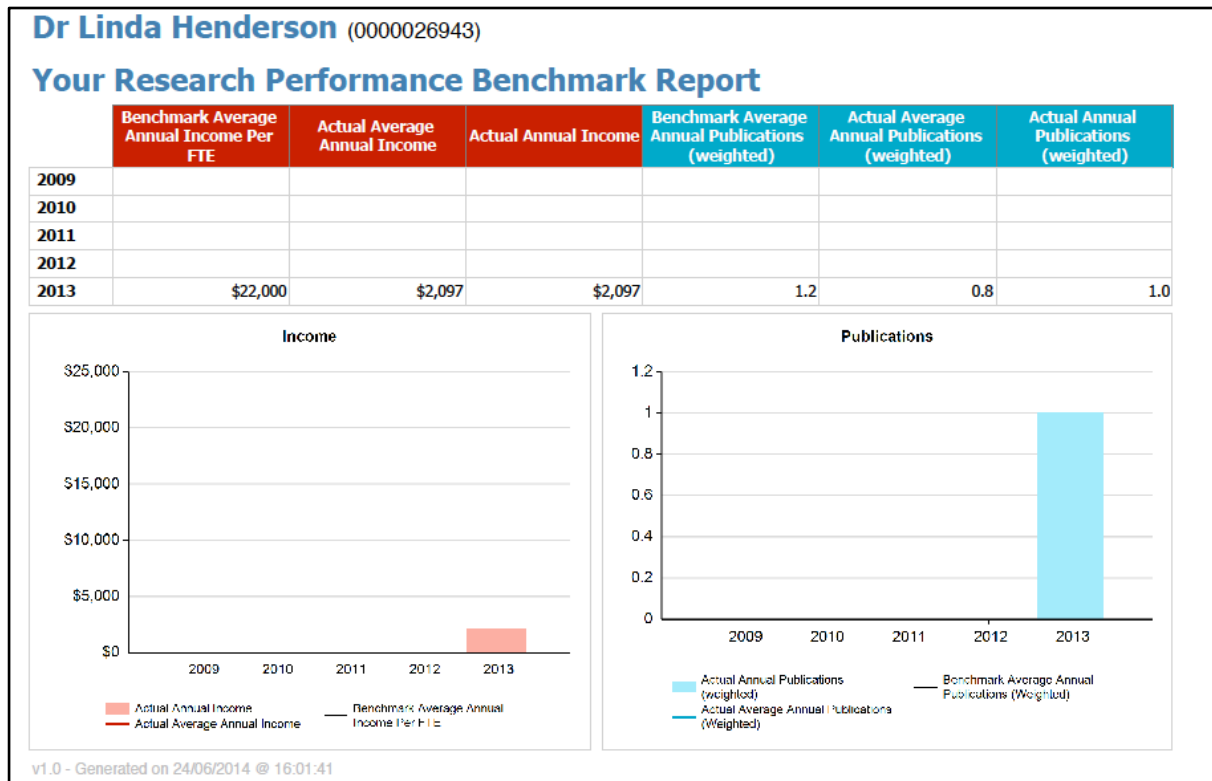 Dr Linda Henderson (0000026943)
Your Research Performance Benchmark Report
Benchmark Average Annual Income Per FTE
Actual Average Annual Income
Actual Annual Income
Benchmark Average Annual Publications (weighted)
Actual Average Annual Publications (weighted)
Actual Annual Publications (weighted)
2009
2010
2011
2012
2013 $22,000 $2,097 $2,097 1.2 0.8 1.0
Income
$25,000
$20,000
$15,000
$10,000
$5,000
$0
2009 2010 2011 2012 2013
Actual Annual Income
Actual Average Annual Income
Benchmark Average Annual
Income Per FTE
Publications
1.2
1
0.8
0.6
0.4
0.2
0
2009 2010 2011 2012 2013
Actual Annual Publications
(weighted)
Actual Average Annual Publications
(Weighted)
Benchmark Average Annual
Publications (Weighted)
v1.0 - Generated on 24/06/2014 @ 16:01:41